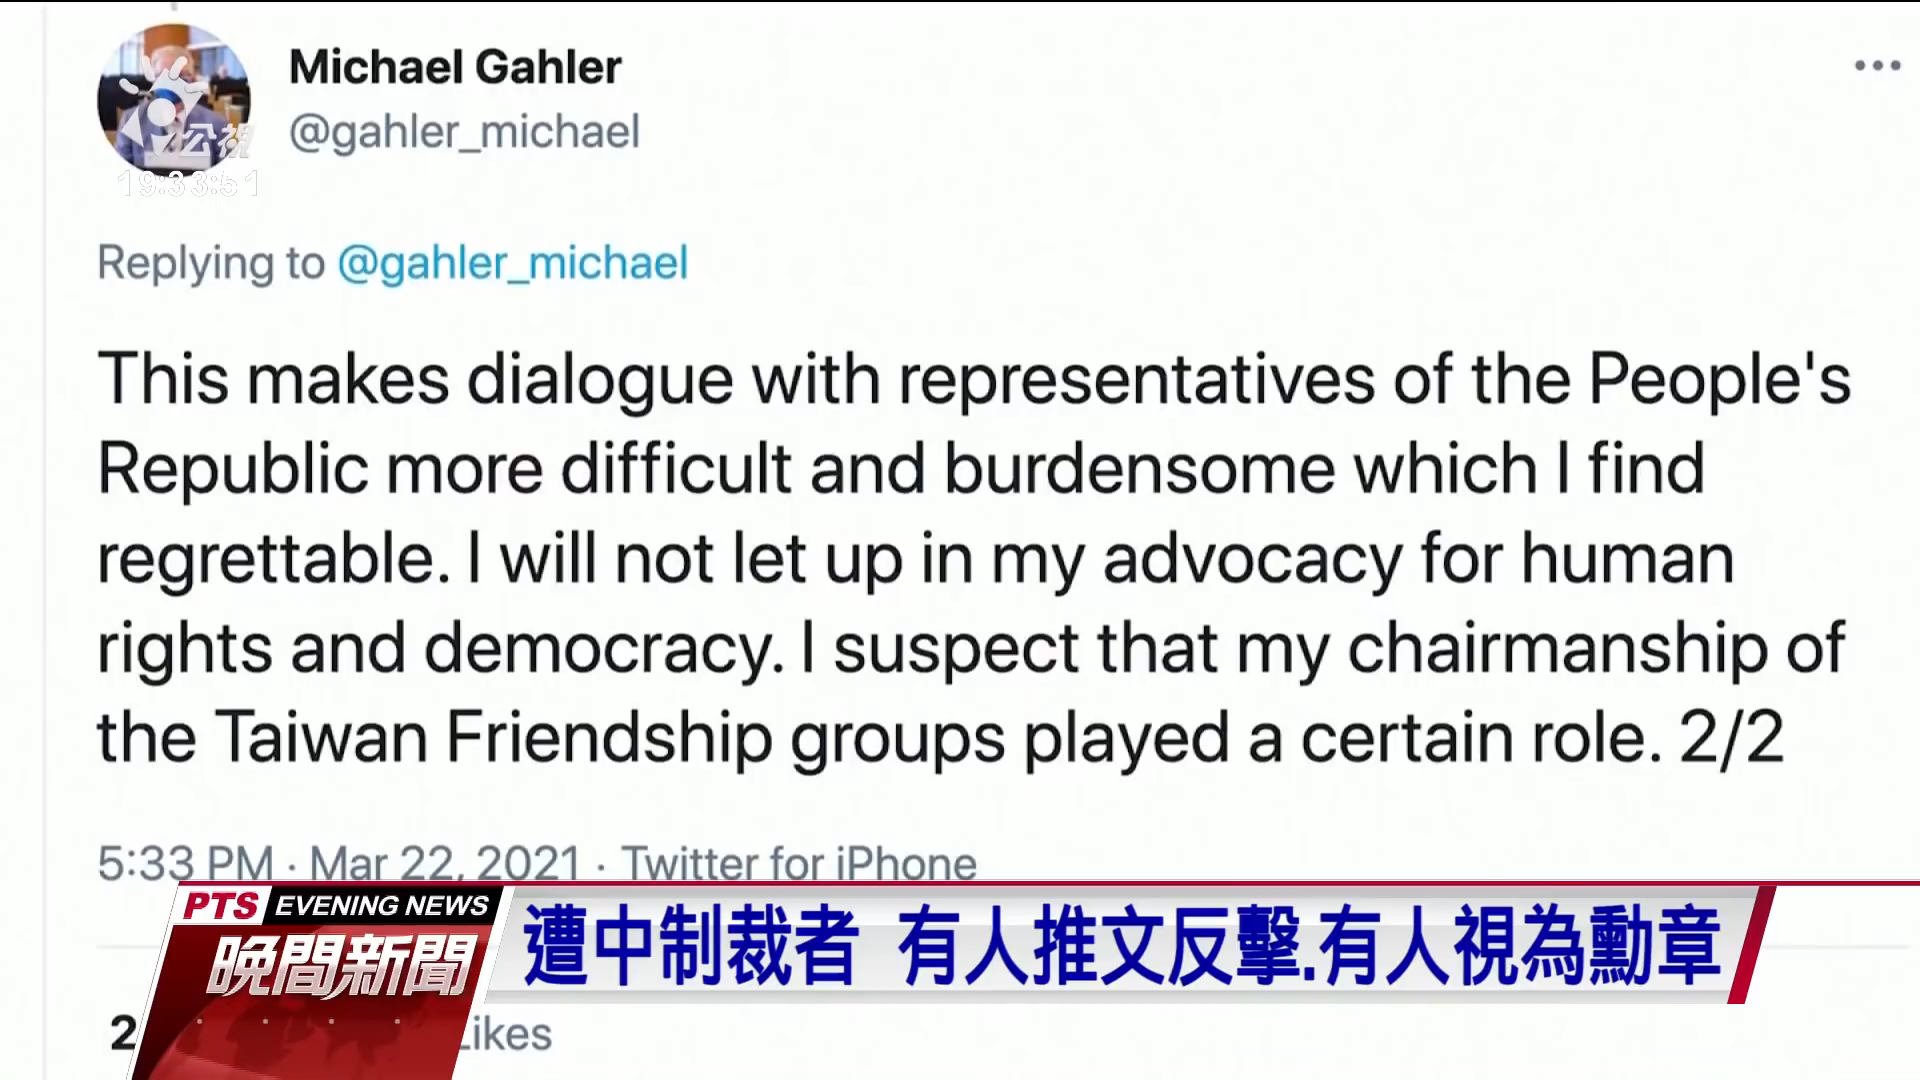 Michael Gahler
@gahler_michael
公視
19:33:51
Replying to @gahler_michael
This makes dialogue with representatives of the People's
Republic more difficult and burdensome which I find
regrettable. I will not let up in my advocacy for human
rights and democracy. I suspect that my chairmanship of
the Taiwan Friendship groups played a certain role. 2/2
5:33 PM · Mar 22, 2021 · Twitter for iPhone
PTS EVENING NEWS
晚間新聞
遭中制裁者 有人推文反擊.有人視為勳章
2
Likes